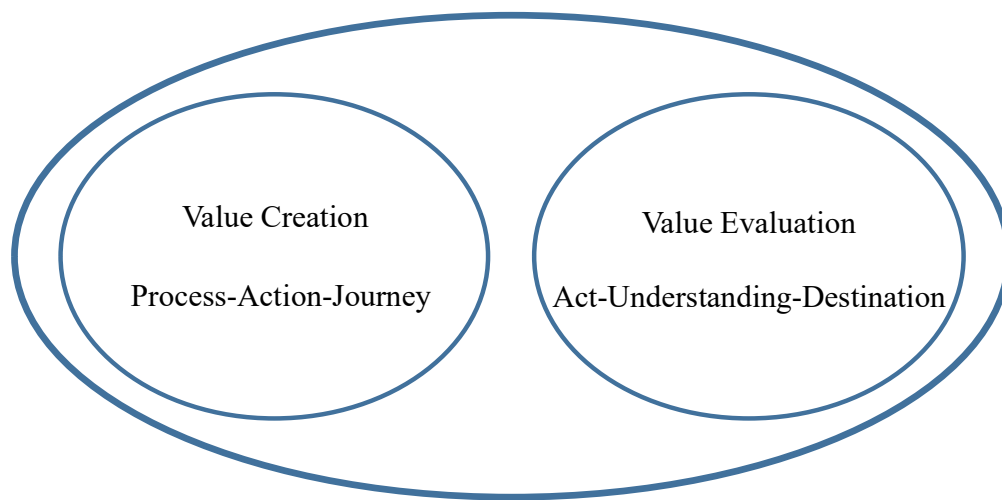 Value Creation
Process-Action-Journey
Value Evaluation
Act-Understanding-Destination